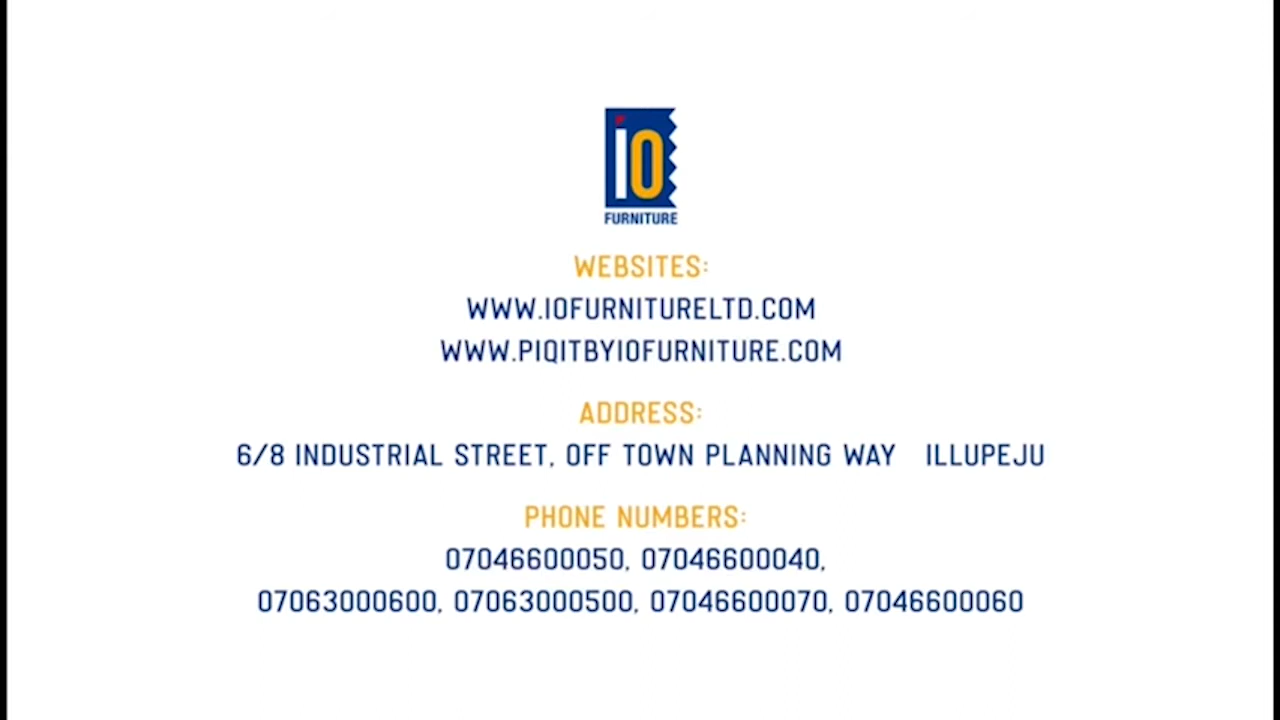 iO
FURNITURE
WEBSITES:
WWW.IOFURNITURELTD.COM
WWW.PIQITBYIOFURNITURE.COM
ADDRESS:
6/8 INDUSTRIAL STREET, OFF TOWN PLANNING WAY ILLUPEJU
PHONE NUMBERS:
07046600050, 07046600040,
07063000600, 07063000500, 07046600070, 07046600060